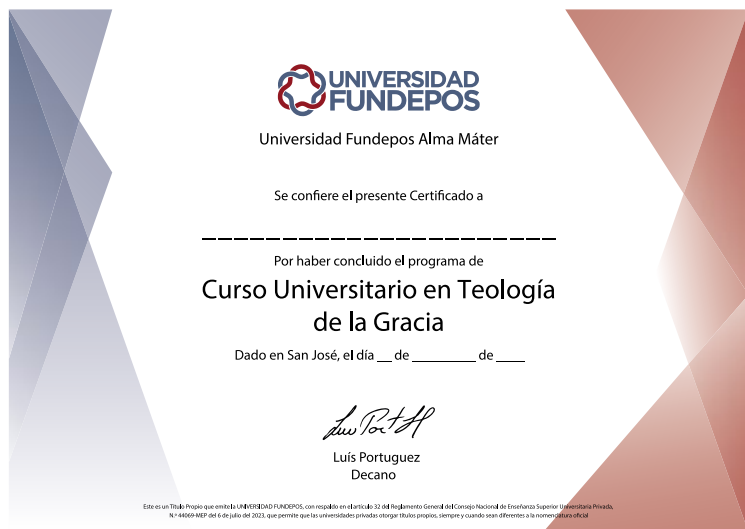 UNIVERSIDAD
FUNDEPOS
Universidad Fundepos Alma Máter
Se confiere el presente Certificado a
Por haber concluido el programa de
Curso Universitario en Teología
de la Gracia
Dado en San José, el día __ de ________ de ____
Luís Portuguez
Decano
Este es un Título Propio que emite la UNIVERSIDAD FUNDEPOS, con respaldo en el artículo 32 del Reglamento General del Consejo Nacional de Enseñanza Superior Universitaria Privada,
N.º 44069-MEP del 6 de julio del 2023, que permite que las universidades privadas otorgar títulos propios, siempre y cuando sean diferentes a la nomenclatura oficial